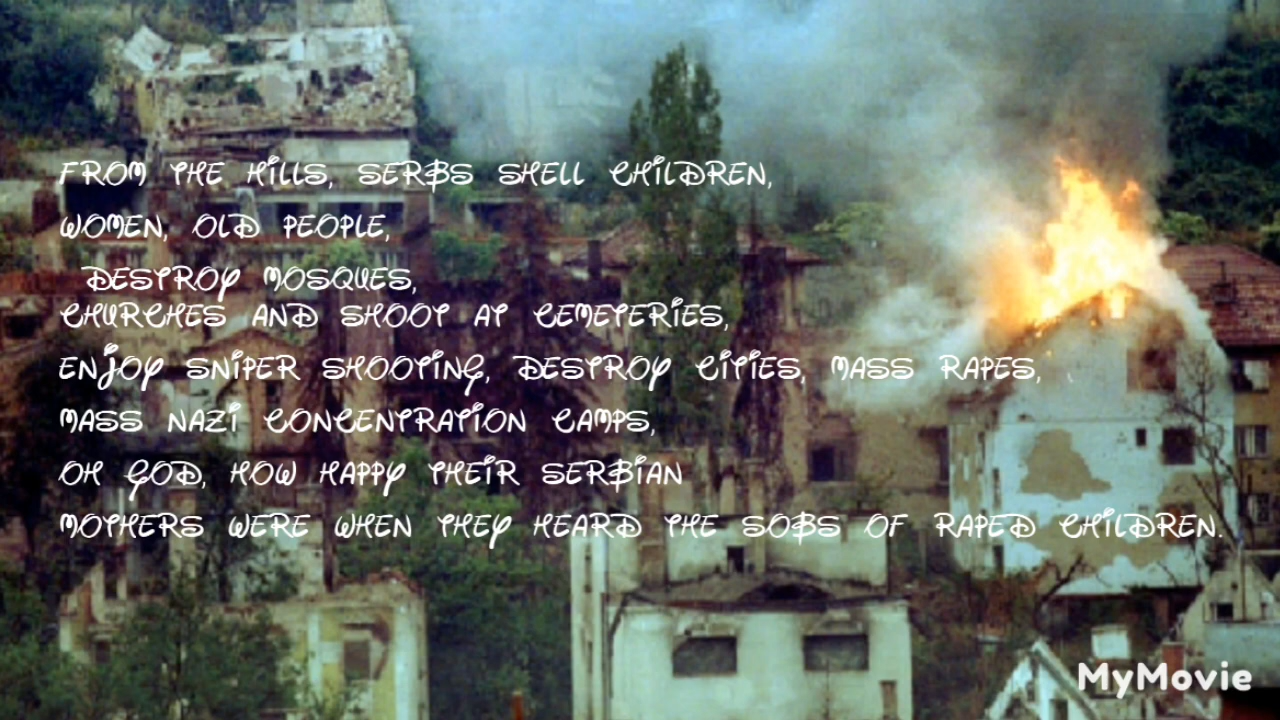 FROM THE HILLS, SERBS SHELL CHILDREN,
WOMEN, OLD PEOPLE,
DESTROY MOSQUES,
CHURCHES AND SHOOT AT CEMETERIES,
ENJOY SNIPER SHOOTING, DESTROY CITIES, MASS RAPES,
MASS NAZI CONCENTRATION CAMPS,
OH GOD, HOW HAPPY THEIR SERBIAN
MOTHERS WERE WHEN THEY HEARD THE SOBS OF RAPED CHILDREN.
MyMovie